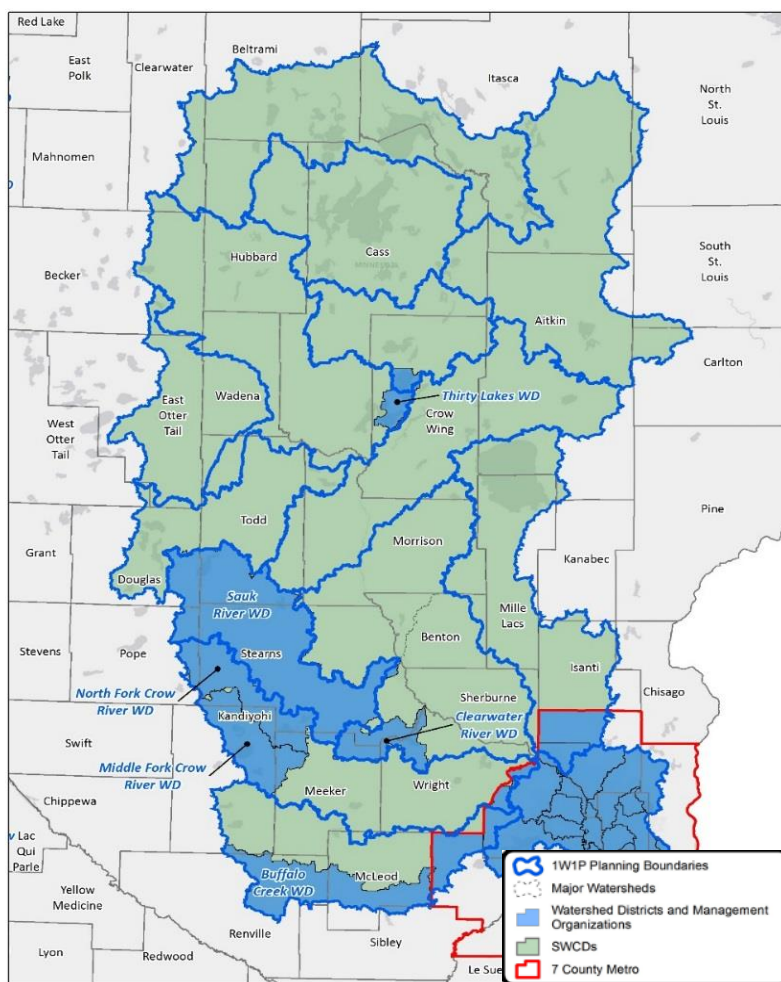 Red Lake
Beltrami
Clearwater
East
Polk
Itasca
North
St.
Louis
Mahnomen
Cass
Hubbard
South
St.
Louis
Becker
Aitkin
Carlton
Wadena
East
Otter
Tail
Thirty Lakes WD
Crow
Wing
West
Otter
Tail
Pine
Todd
Morrison
Grant
Kanabec
Douglas
Sauk
River WD
Mille
Lacs
Benton
Stevens
Pope
Stearns
Isanti
North Fork Crow
River WD
Kandiyohi
Sherburne
Chisago
Clearwater
River WD
Swift
Middle Fork Crow
River WD
Meeker
Wright
Chippewa
Lac
Qui
Parle
Buffalo
Creek WD
McLeod
Yellow
Medicine
Renville
Sibley
Lyon
Redwood
Le Sue
1W1P Planning Boundaries
Major Watersheds
Watershed Districts and Management
Organizations
SWCDs
7 County Metro